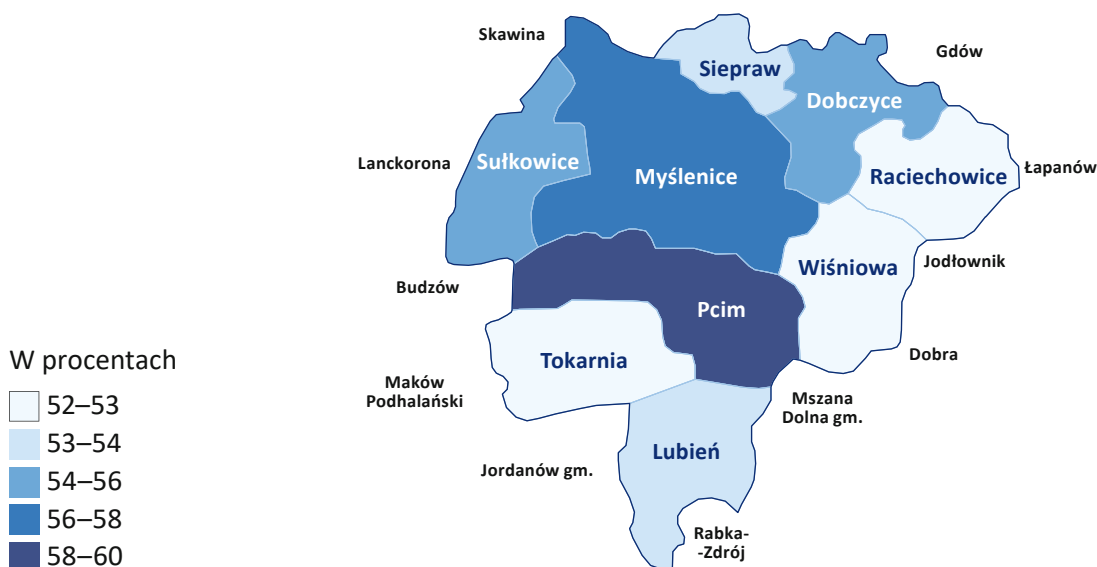 Skawina
Gdów
Siepraw
Dobczyce
Lanckorona
Sułkowice
Myślenice
Raciechowice
Łapanów
Budzów
Wiśniowa
Jodłownik
Pcim
Tokarnia
Dobra
Maków
Podhalański
Mszana
Dolna gm.
Jordanów gm.
Lubień
Rabka-
-Zdrój
W procentach
52–53
53–54
54–56
56–58
58–60